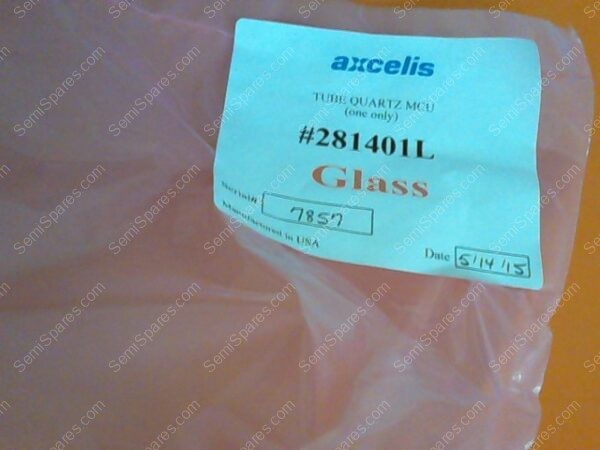 axcelis
TUBE QUARTZ MCU
(one only)
#281401L
Glass
Serial# 7857
Manufactured in USA
Date 5/14/15
SemiSpares.com